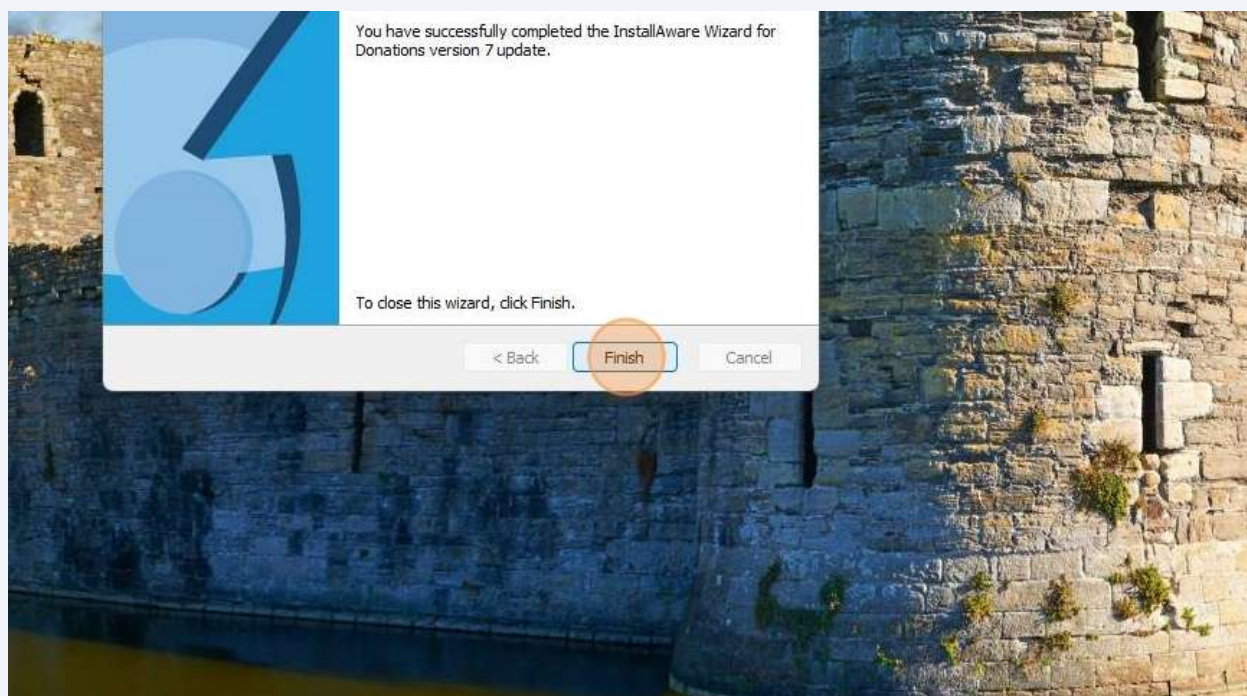 You have successfully completed the InstallAware Wizard for
Donations version 7 update.
To close this wizard, click Finish.
< Back
Finish
Cancel